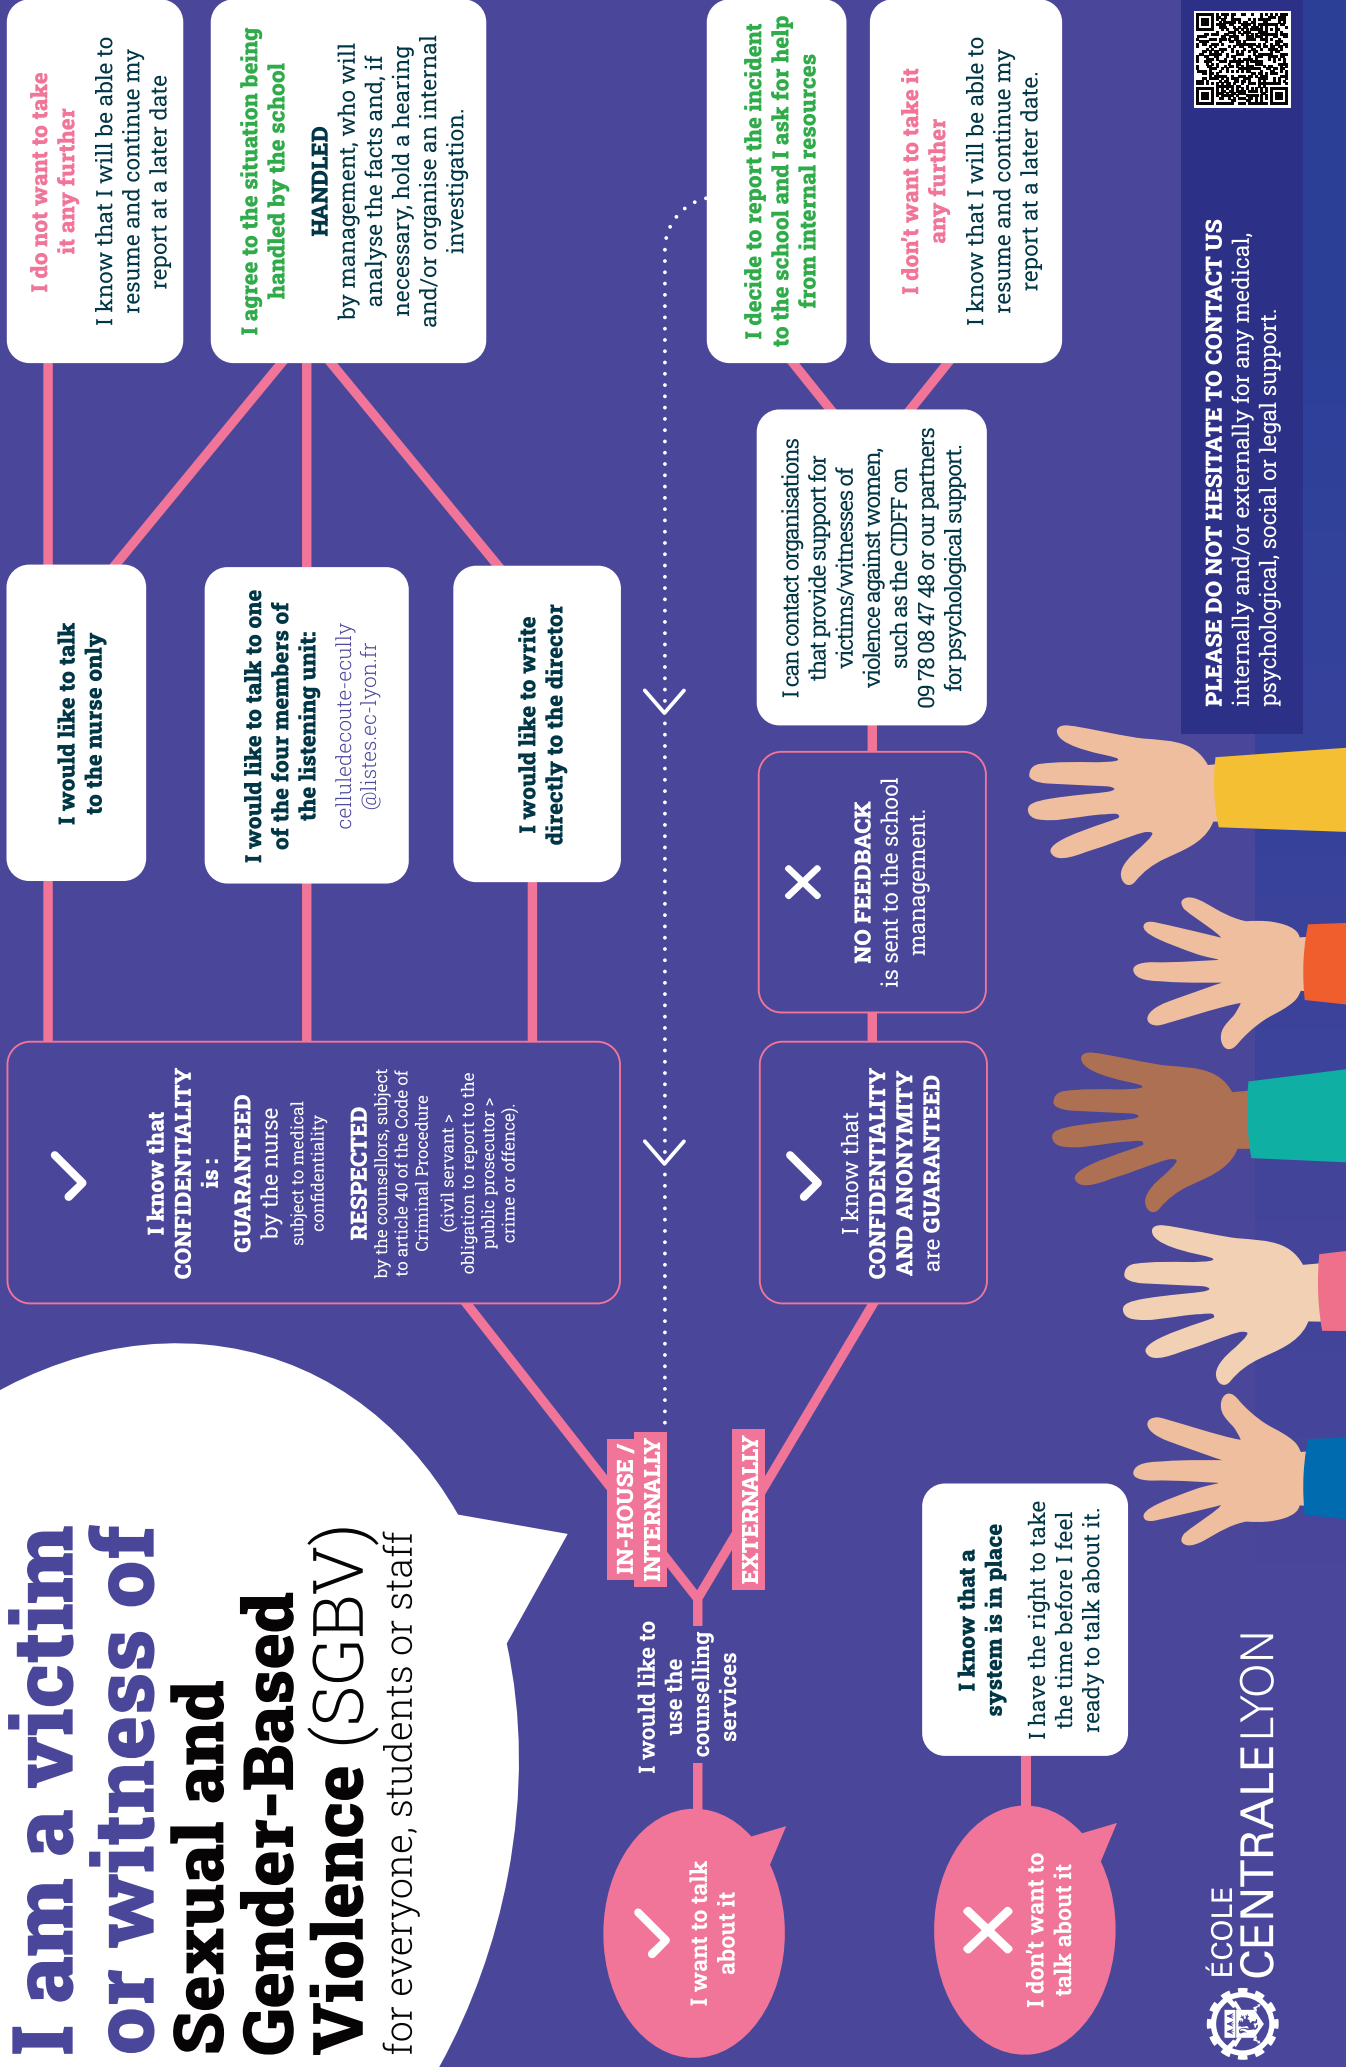 I am a victim
or witness of
Sexual and
Gender-Based
Violence (SGBV)
for everyone, students or staff
I want to talk
about it
I would like to
use the
counselling
services
IN-HOUSE /
INTERNALLY
I know that
CONFIDENTIALITY
is :
GUARANTEED
by the nurse
subject to medical
confidentiality
RESPECTED
by the counsellors, subject
to article 40 of the Code of
Criminal Procedure
(civil servant >
obligation to report to the
public prosecutor >
crime or offence).
I would like to talk
to the nurse only
I would like to talk to one
of the four members of
the listening unit:
celluledecoute-ecully
@listes.ec-lyon.fr
I would like to write
directly to the director
I do not want to take
it any further
I know that I will be able to
resume and continue my
report at a later date
I agree to the situation being
handled by the school
HANDLED
by management, who will
analyse the facts and, if
necessary, hold a hearing
and/or organise an internal
investigation.
EXTERNALLY
I know that
CONFIDENTIALITY
AND ANONYMITY
are GUARANTEED
NO FEEDBACK
is sent to the school
management.
I can contact organisations
that provide support for
victims/witnesses of
violence against women,
such as the CIDFF on
09 78 08 47 48 or our partners
for psychological support.
I decide to report the incident
to the school and I ask for help
from internal resources
I don't want to take it
any further
I know that I will be able to
resume and continue my
report at a later date.
I don't want to
talk about it
I know that a
system is in place
I have the right to take
the time before I feel
ready to talk about it.
ÉCOLE
CENTRALELYON
PLEASE DO NOT HESITATE TO CONTACT US
internally and/or externally for any medical,
psychological, social or legal support.